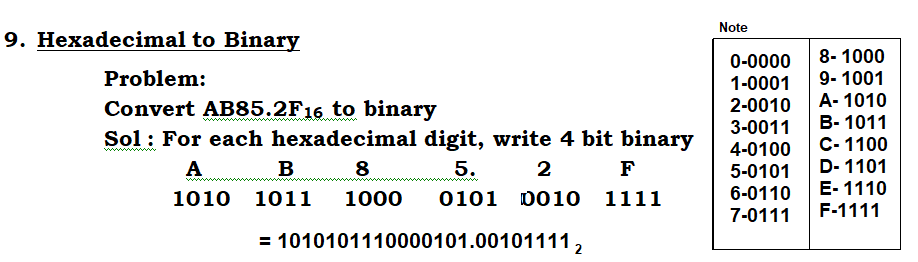 9. Hexadecimal to Binary
Problem:
Convert AB85.2F16 to binary
Sol : For each hexadecimal digit, write 4 bit binary
A B 8 5. 2 F
1010 1011 1000 0101 0010 1111
= 1010101110000101.00101111 2
Note
0-0000 8- 1000
1-0001 9- 1001
2-0010 A- 1010
3-0011 B- 1011
4-0100 C- 1100
5-0101 D- 1101
6-0110 E- 1110
7-0111 F-1111